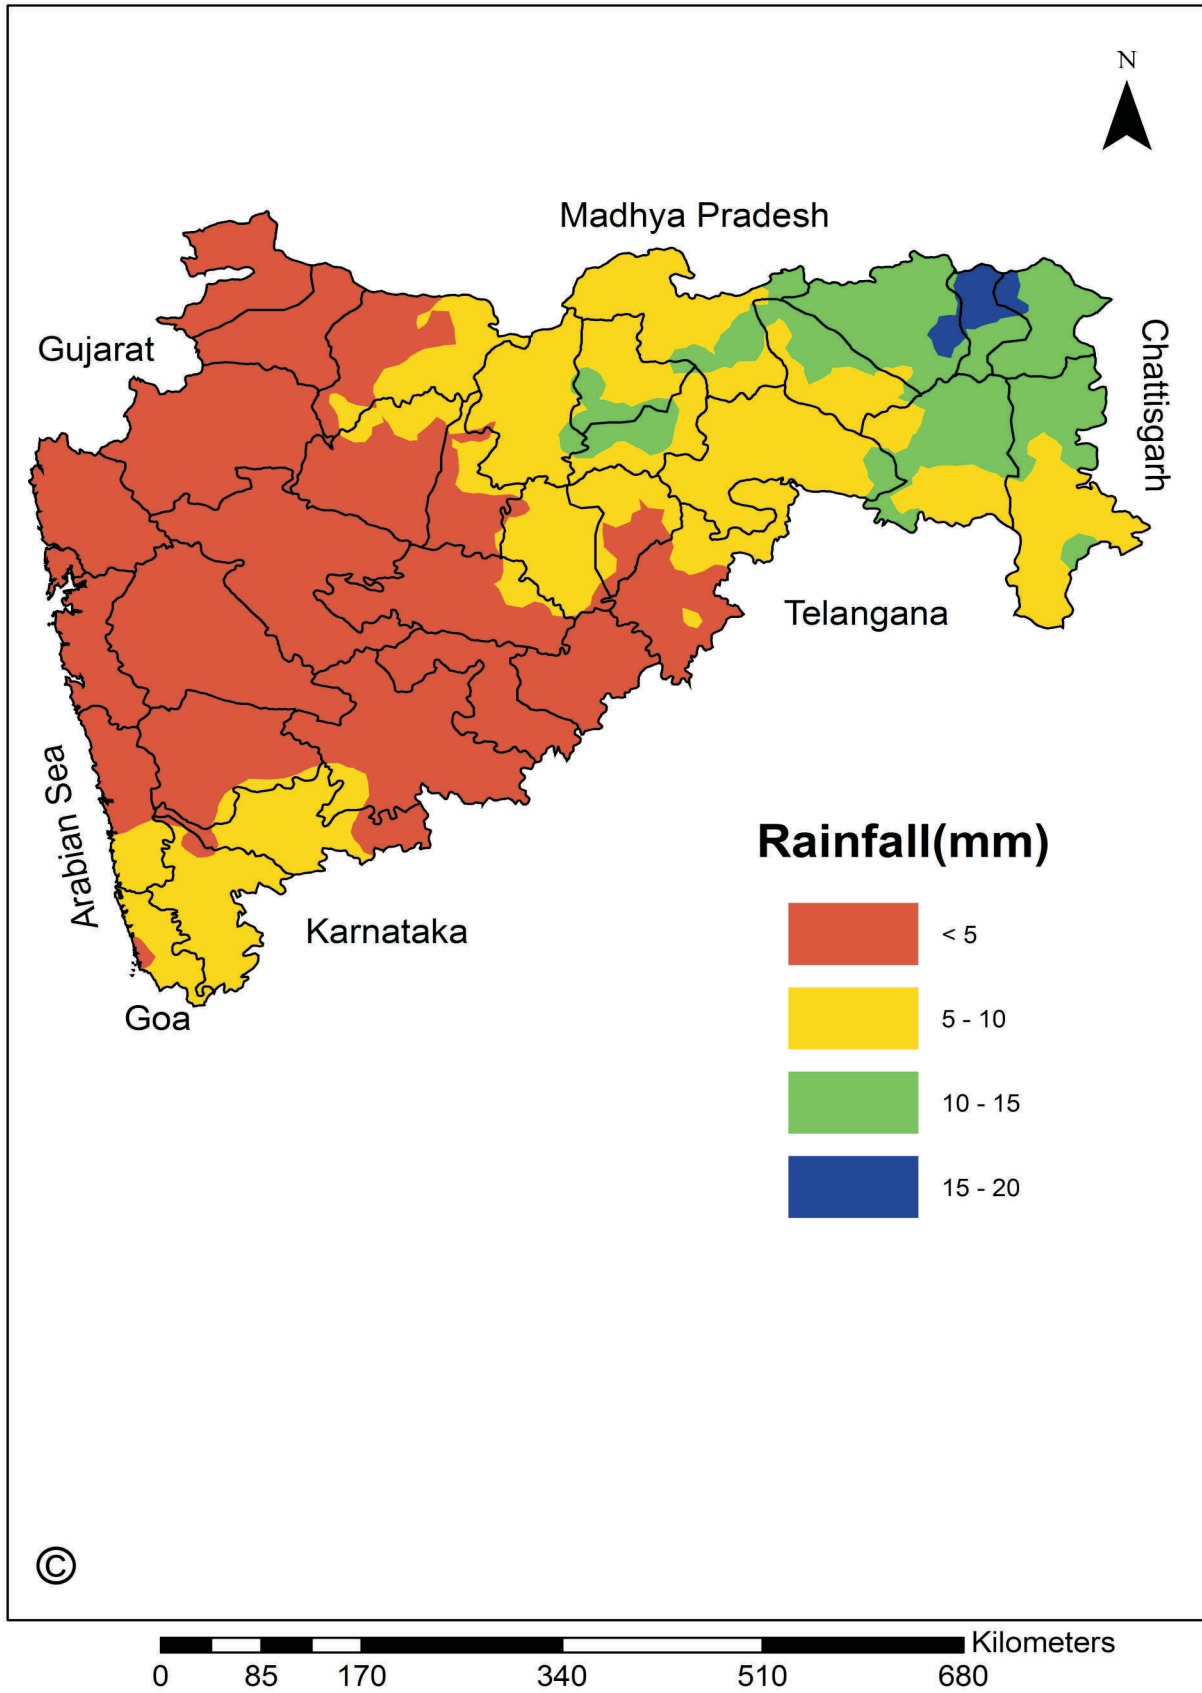 N
Madhya Pradesh
Gujarat
Chattisgarh
Telangana
Arabian Sea
Karnataka
Goa
Rainfall(mm)
< 5
5 - 10
10 - 15
15 - 20
©
Kilometers
0 85 170 340 510 680